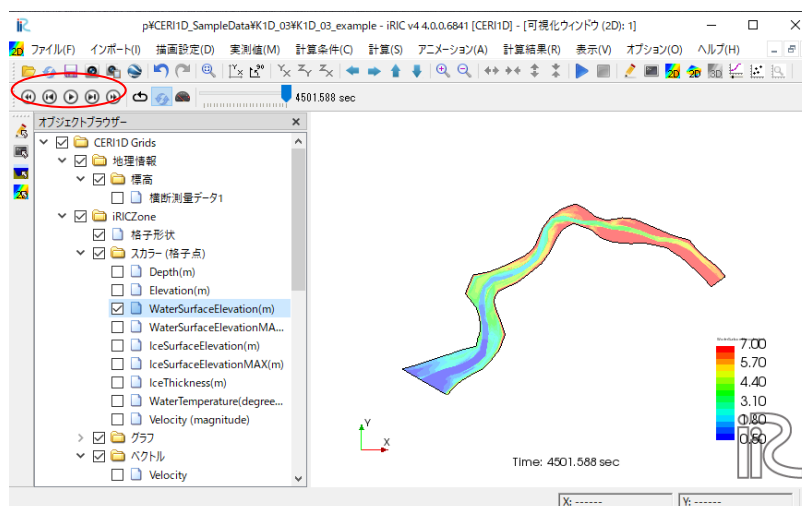 p¥CERI1D_SampleData¥K1D_03¥K1D_03_example - iRIC v4 4.0.0.6841 [CERI1D] - [可視化ウィンドウ (2D): 1]
ファイル(F) インポート(I) 描画設定(D) 実測値(M) 計算条件(C) 計算(S) アニメーション(A) 計算結果(R) 表示(V) オプション(O) ヘルプ(H)
4501.588 sec
オブジェクトブラウザー
CERI1D Grids
地理情報
標高
横断測量データ1
iRICZone
格子形状
スカラー (格子点)
Depth(m)
Elevation(m)
WaterSurfaceElevation(m)
WaterSurfaceElevationMA...
IceSurfaceElevation(m)
IceSurfaceElevationMAX(m)
IceThickness(m)
WaterTemperature(degree...
Velocity (magnitude)
グラフ
ベクトル
Velocity
Y
X
7.00
5.70
4.40
3.10
Time: 4501.588 sec
X: ------
Y: ------